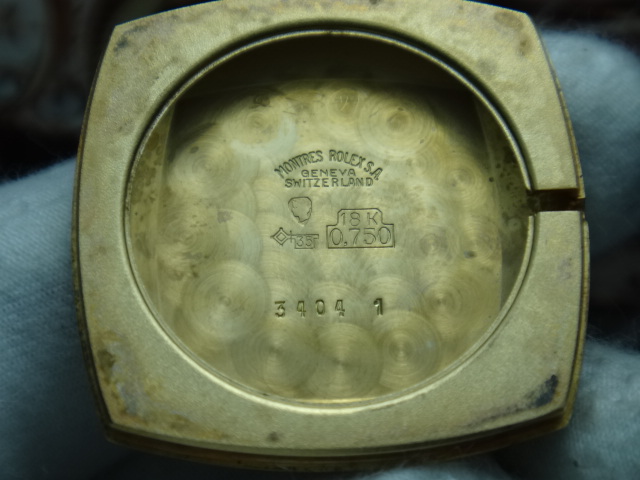 MONTRES ROLEX S.A
GENEVA
SWITZERLAND
18 K
0,750
3404 1